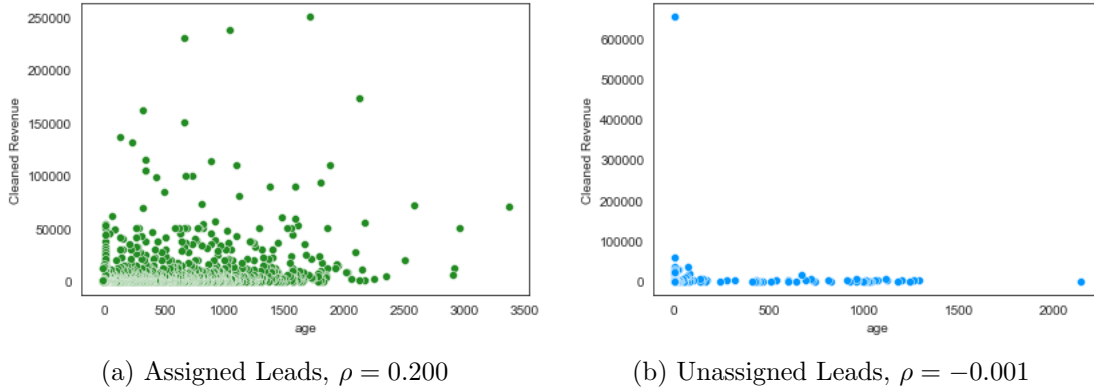 250000
200000
150000
100000
50000
0
Cleaned Revenue
0 500 1000 1500 2000 2500 3000 3500
age
(a) Assigned Leads, ρ = 0.200
600000
500000
400000
300000
200000
100000
0
Cleaned Revenue
0 500 1000 1500 2000
age
(b) Unassigned Leads, ρ = −0.001